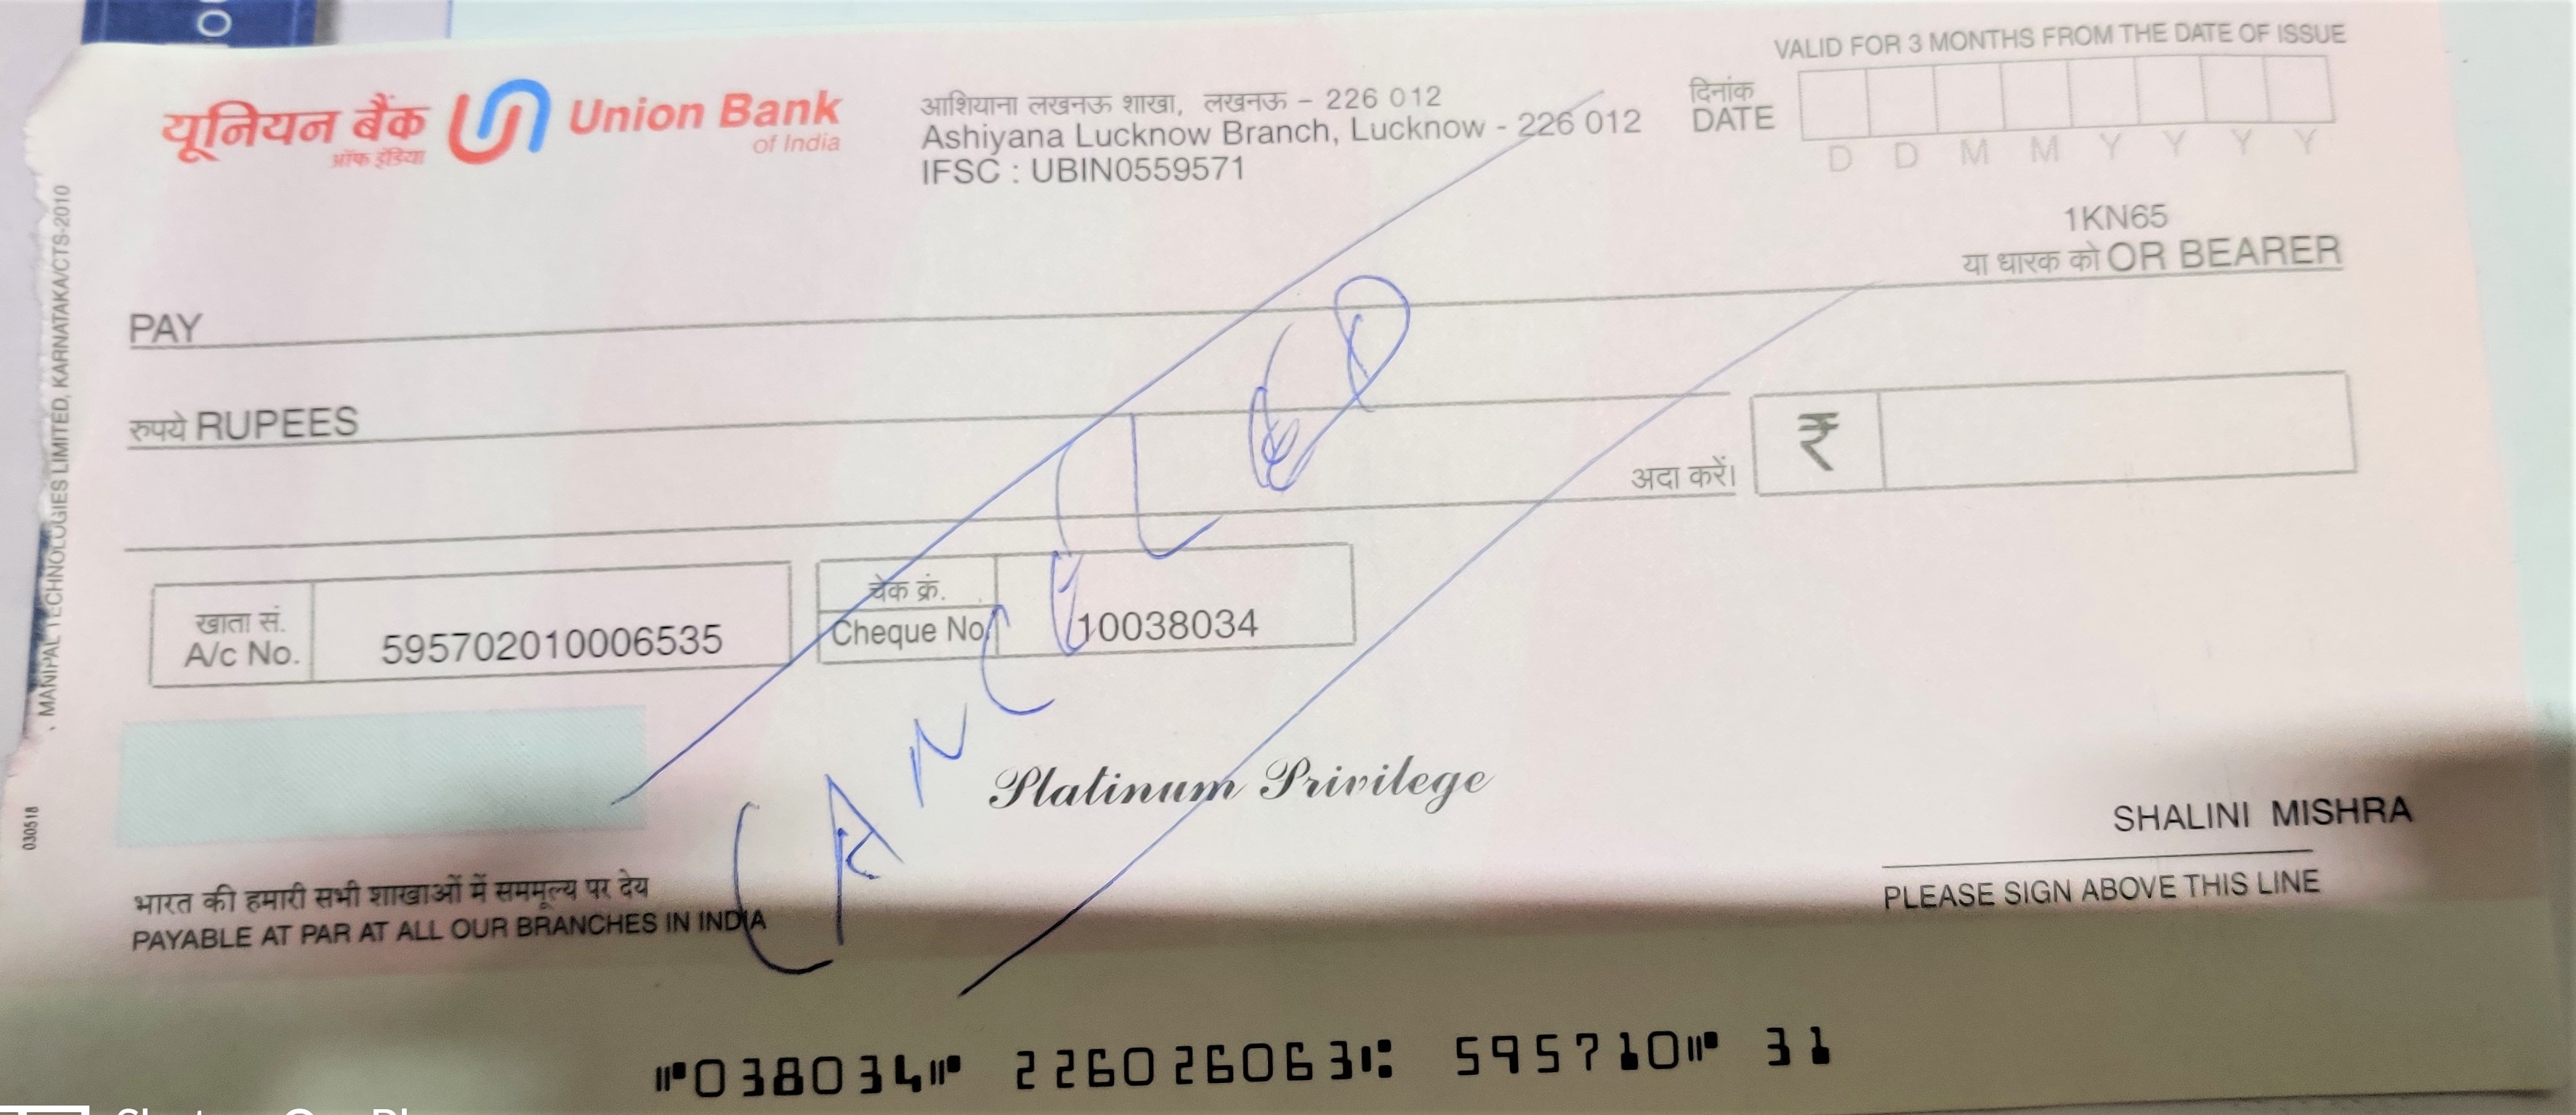 यूनियन बैंक Union Bank
ऑफ इंडिया of India
आशियाना लखनऊ शाखा, लखनऊ - 226 012
Ashiyana Lucknow Branch, Lucknow - 226 012
IFSC : UBIN0559571
VALID FOR 3 MONTHS FROM THE DATE OF ISSUE
दिनांक
DATE
D D M M Y Y Y Y
1KN65
या धारक को OR BEARER
PAY
रुपये RUPEES
अदा करें।
₹
खाता सं.
A/c No.
595702010006535
चेक क्रं.
Cheque No.
10038034
CANCELLED
Platinum Privilege
SHALINI MISHRA
PLEASE SIGN ABOVE THIS LINE
भारत की हमारी सभी शाखाओं में सममूल्य पर देय
PAYABLE AT PAR AT ALL OUR BRANCHES IN INDIA
⑈038034⑈ 226026063⑆ 595710⑈ 31
MANIPAL TECHNOLOGIES LIMITED, KARNATAKA/CTS-2010
030518